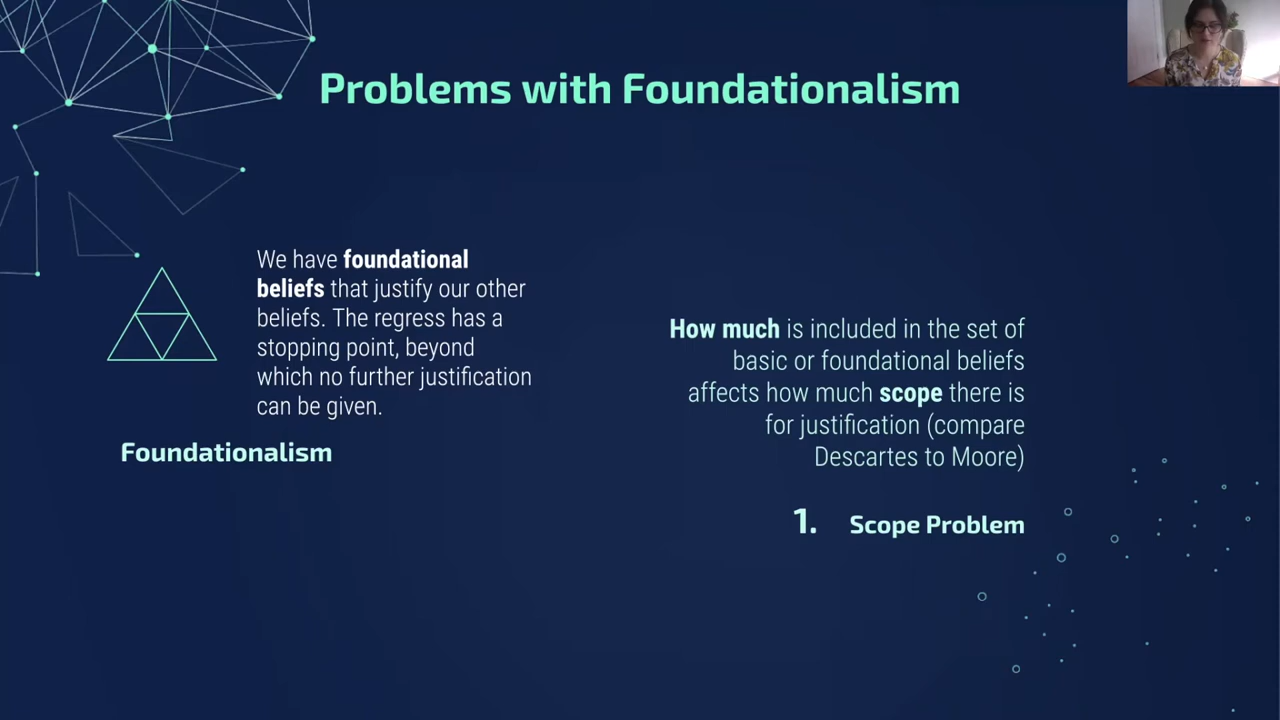 Problems with Foundationalism
We have foundational
beliefs that justify our other
beliefs. The regress has a
stopping point, beyond
which no further justification
can be given.
Foundationalism
How much is included in the set of
basic or foundational beliefs
affects how much scope there is
for justification (compare
Descartes to Moore)
1. Scope Problem